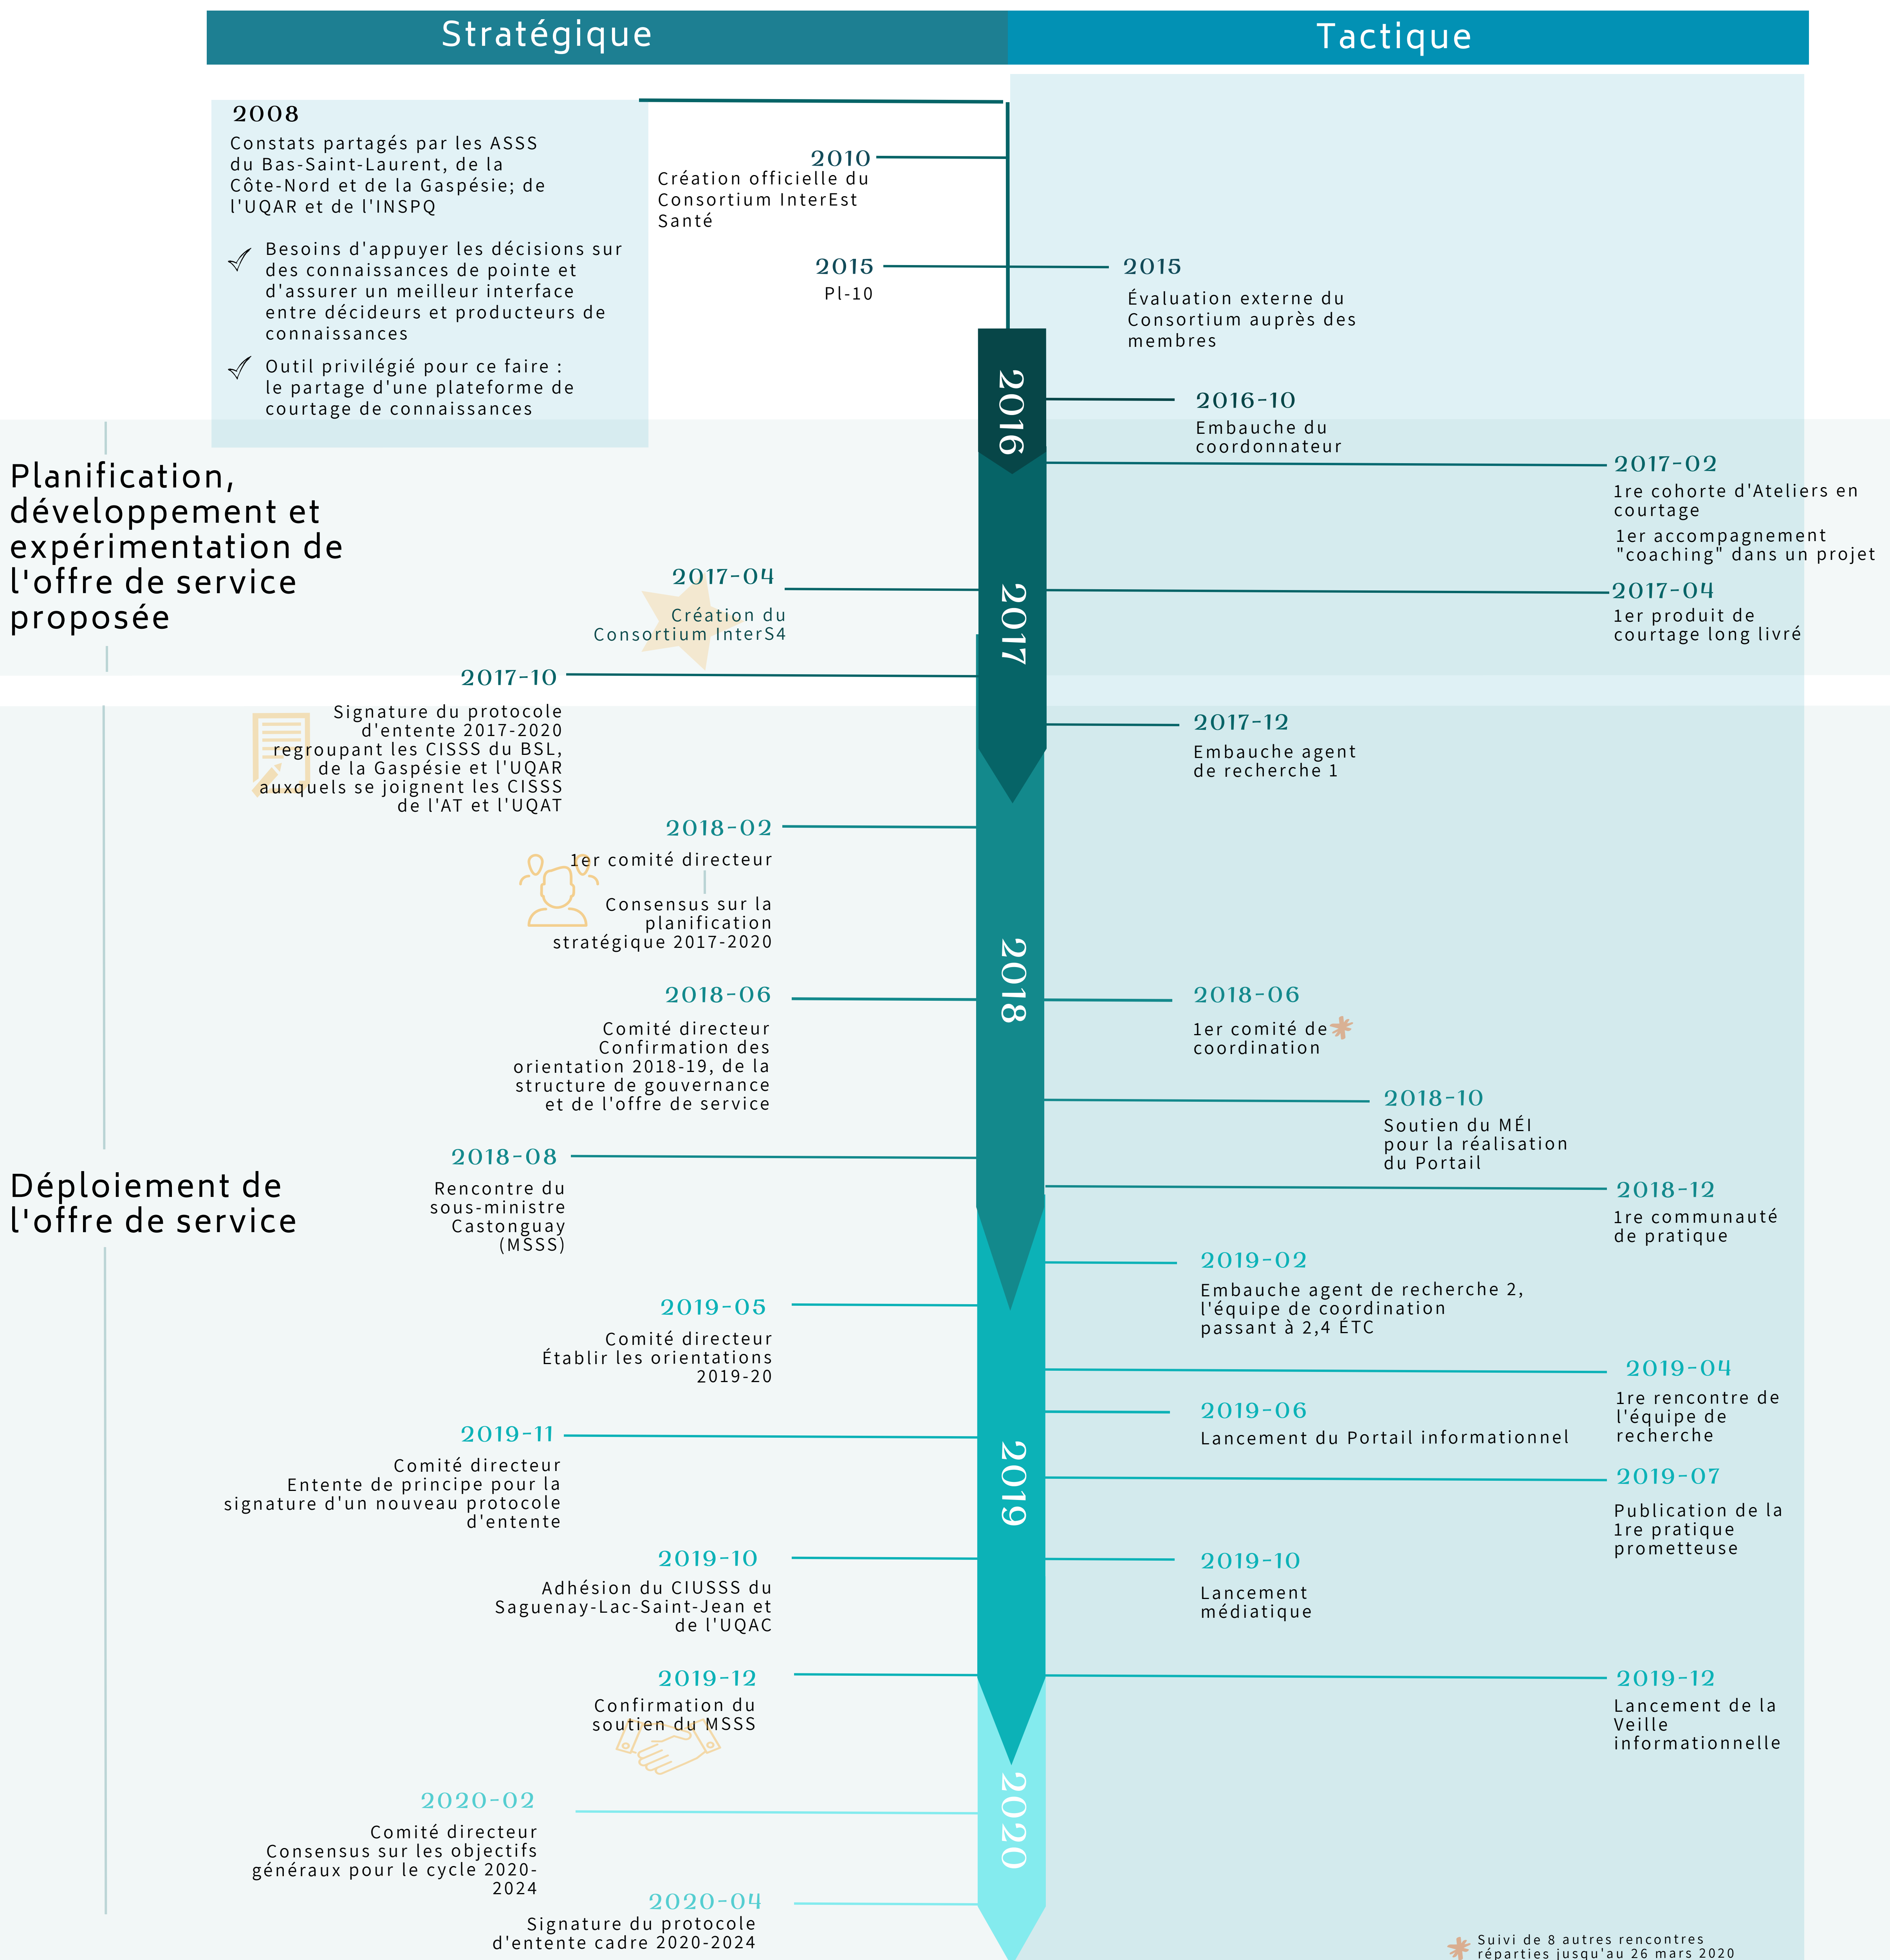 Stratégique
Tactique
2008
Constats partagés par les ASSS
du Bas-Saint-Laurent, de la
Côte-Nord et de la Gaspésie; de
l'UQAR et de l'INSPQ
Besoins d'appuyer les décisions sur
des connaissances de pointe et
d'assurer un meilleur interface
entre décideurs et producteurs de
connaissances
Outil privilégié pour ce faire :
le partage d'une plateforme de
courtage de connaissances
2010
Création officielle du
Consortium InterEst
Santé
2015
Pl-10
2015
Évaluation externe du
Consortium auprès des
membres
2016
2016-10
Embauche du
coordonnateur
Planification,
développement et
expérimentation de
l'offre de service
proposée
2017-02
1re cohorte d'Ateliers en
courtage
1er accompagnement
"coaching" dans un projet
2017
2017-04
Création du
Consortium InterS4
2017-04
1er produit de
courtage long livré
2017-10
Signature du protocole
d'entente 2017-2020
regroupant les CISSS du BSL,
de la Gaspésie et l'UQAR
auxquels se joignent les CISSS
de l'AT et l'UQAT
2017-12
Embauche agent
de recherche 1
2018-02
1er comité directeur
Consensus sur la
planification
stratégique 2017-2020
2018
2018-06
Comité directeur
Confirmation des
orientation 2018-19, de la
structure de gouvernance
et de l'offre de service
2018-06
1er comité de
coordination
2018-10
Soutien du MÉI
pour la réalisation
du Portail
Déploiement de
l'offre de service
2018-08
Rencontre du
sous-ministre
Castonguay
(MSSS)
2018-12
1re communauté
de pratique
2019-02
Embauche agent de recherche 2,
l'équipe de coordination
passant à 2,4 ÉTC
2019-05
Comité directeur
Établir les orientations
2019-20
2019-04
1re rencontre de
l'équipe de
recherche
2019-06
Lancement du Portail informationnel
2019
2019-11
Comité directeur
Entente de principe pour la
signature d'un nouveau protocole
d'entente
2019-07
Publication de la
1re pratique
prometteuse
2019-10
Adhésion du CIUSSS du
Saguenay-Lac-Saint-Jean et
de l'UQAC
2019-10
Lancement
médiatique
2019-12
Confirmation du
soutien du MSSS
2019-12
Lancement de la
Veille
informationnelle
2020
2020-02
Comité directeur
Consensus sur les objectifs
généraux pour le cycle 2020-
2024
2020-04
Signature du protocole
d'entente cadre 2020-2024
Suivi de 8 autres rencontres
réparties jusqu'au 26 mars 2020